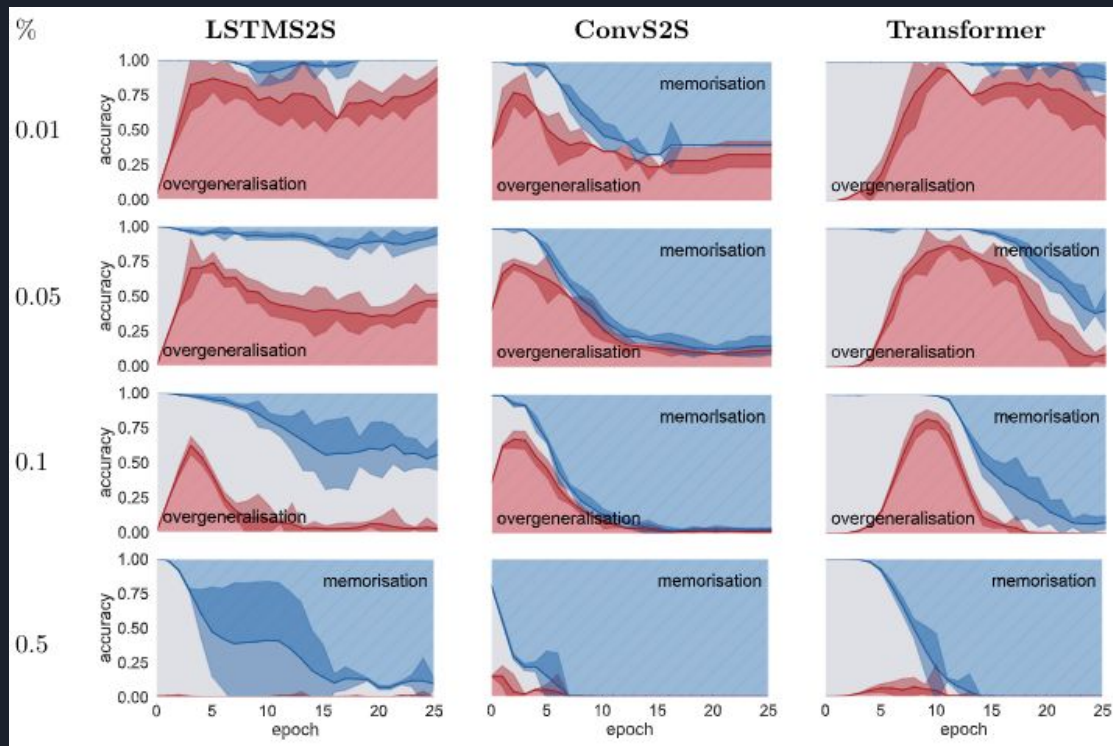 % LSTMS2S ConvS2S Transformer
0.01
accuracy
1.00
0.75
0.50
0.25
0.00
overgeneralisation
memorisation
overgeneralisation
overgeneralisation
0.05
accuracy
1.00
0.75
0.50
0.25
0.00
overgeneralisation
memorisation
overgeneralisation
memorisation
overgeneralisation
0.1
accuracy
1.00
0.75
0.50
0.25
0.00
overgeneralisation
memorisation
overgeneralisation
memorisation
overgeneralisation
0.5
accuracy
1.00
0.75
0.50
0.25
0.00
memorisation
memorisation
memorisation
0 5 10 15 20 25
epoch
0 5 10 15 20 25
epoch
0 5 10 15 20 25
epoch